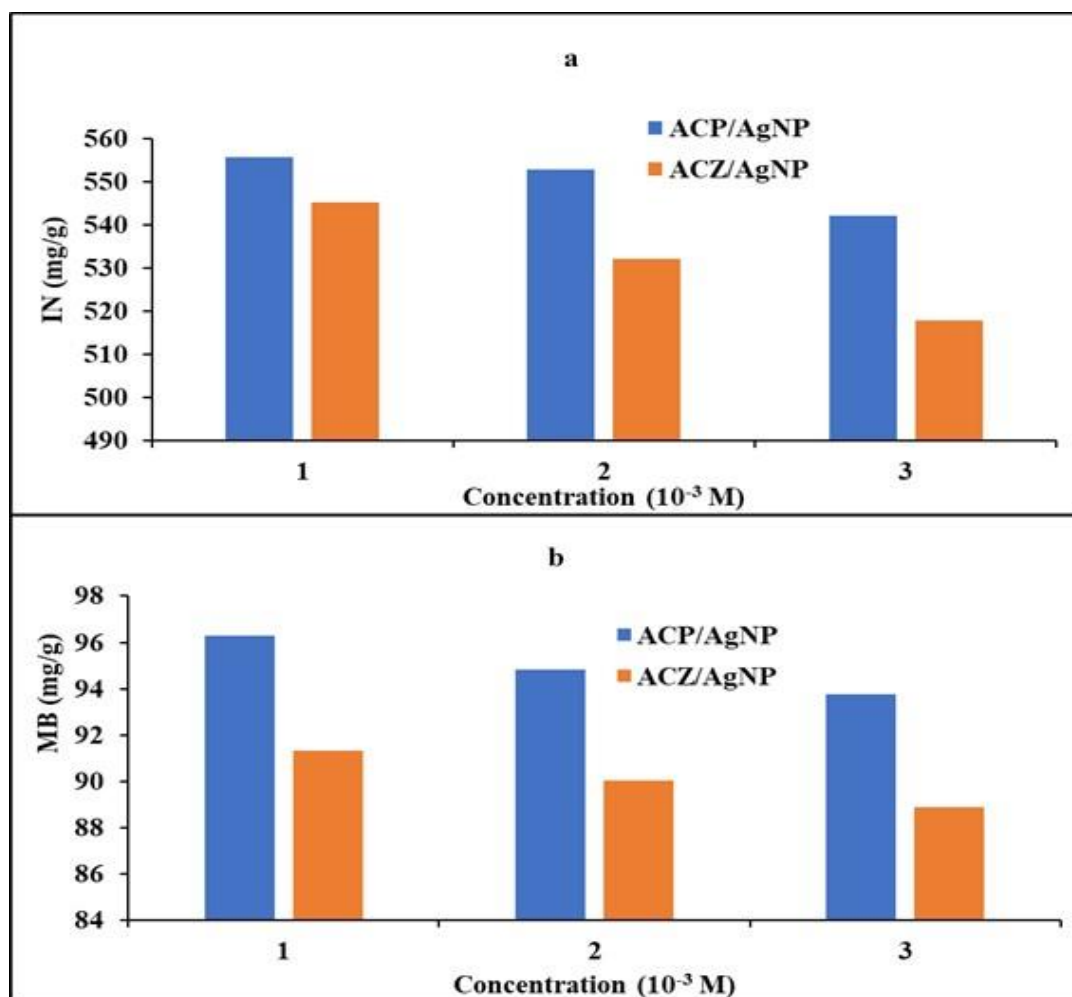 a
ACP/AgNP
ACZ/AgNP
IN (mg/g)
560
550
540
530
520
510
500
490
1 2 3
Concentration (10⁻³ M)
b
ACP/AgNP
ACZ/AgNP
MB (mg/g)
98
96
94
92
90
88
86
84
1 2 3
Concentration (10⁻³ M)